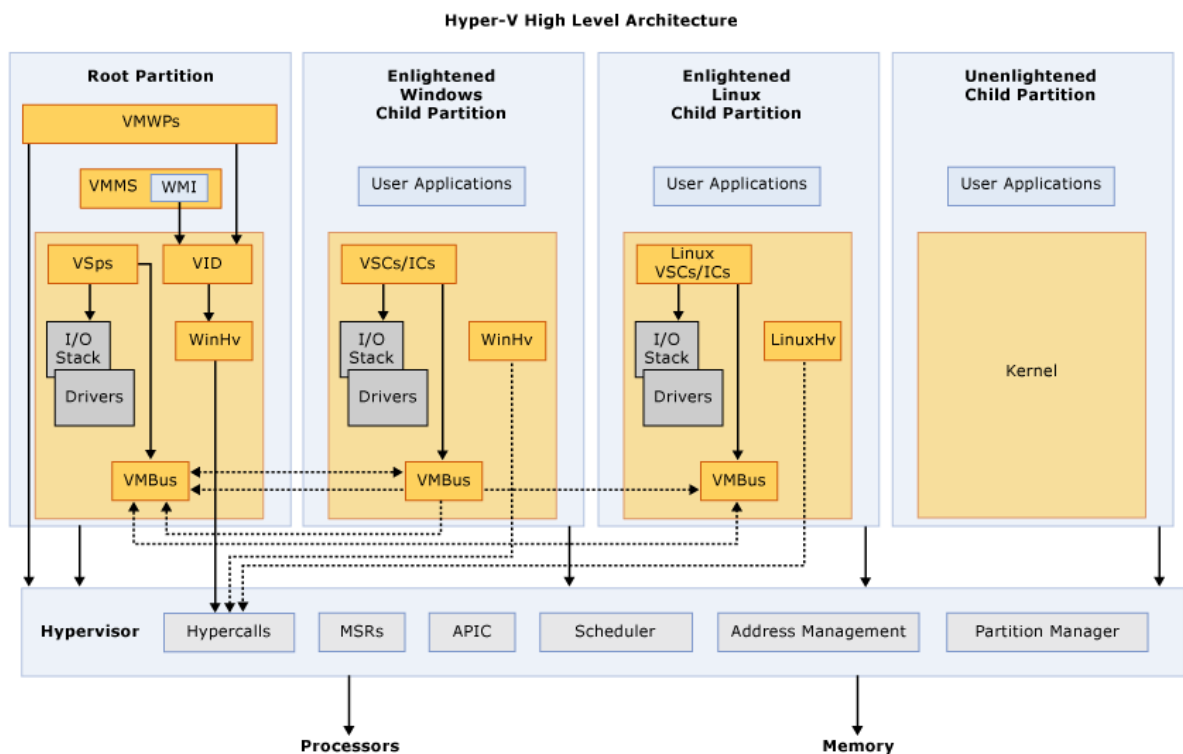 Hyper-V High Level Architecture
Root Partition
VMWPs
VMMS
WMI
VSps
VID
I/O
Stack
Drivers
WinHv
VMBus
Enlightened
Windows
Child Partition
User Applications
VSCs/ICs
I/O
Stack
Drivers
WinHv
VMBus
Enlightened
Linux
Child Partition
User Applications
Linux
VSCs/ICs
I/O
Stack
Drivers
LinuxHv
VMBus
Unenlightened
Child Partition
User Applications
Kernel
Hypervisor
Hypercalls
MSRs
APIC
Scheduler
Address Management
Partition Manager
Processors
Memory